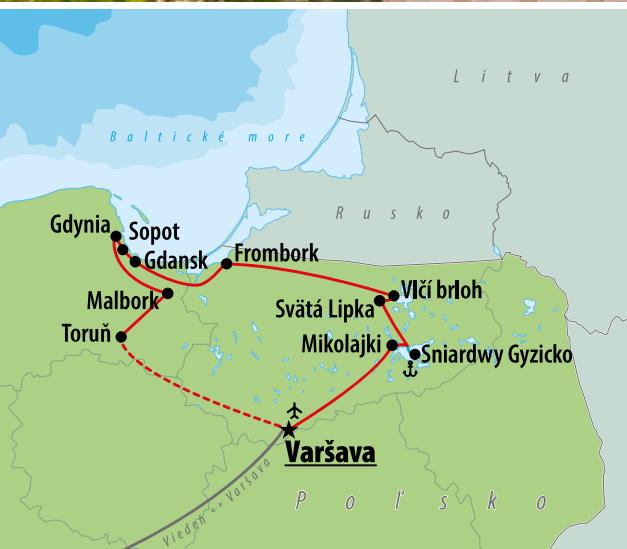 Litva
Baltické more
Rusko
Gdynia
Sopot
Gdansk
Frombork
Malbork
Vlčí brloh
Svätá Lipka
Toruň
Mikolajki
Sniardwy Gyzicko
Varšava
Viedeň ↔ Varšava
Poľsko